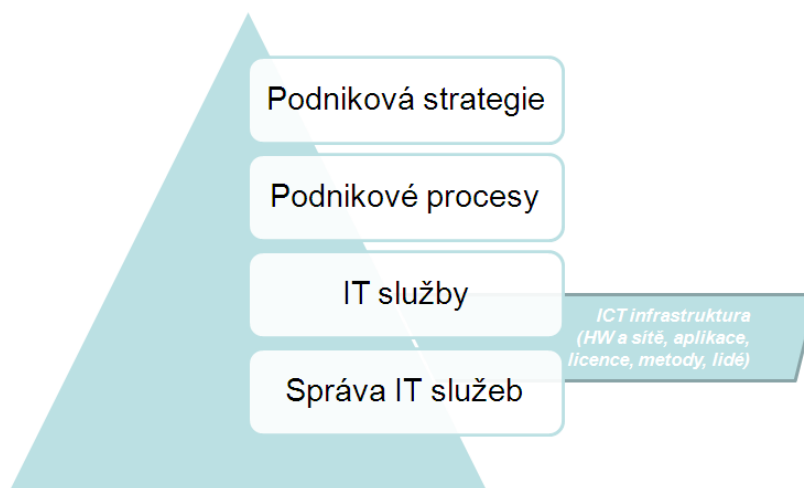 Podniková strategie
Podnikové procesy
IT služby
ICT infrastruktura
(HW a sítě, aplikace,
licence, metody, lidé)
Správa IT služeb